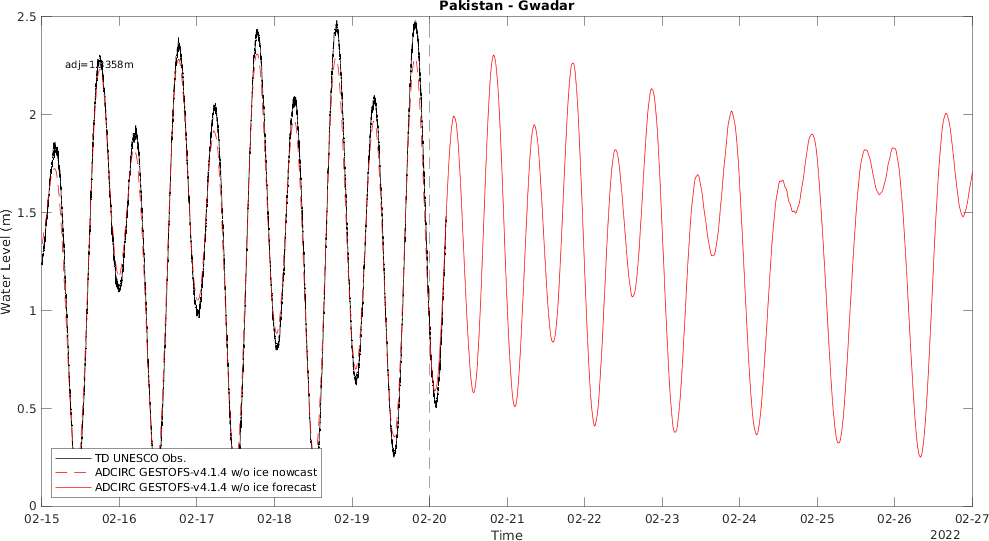 Pakistan - Gwadar
2.5
2
1.5
1
0.5
0
Water Level (m)
TD UNESCO Obs.
ADCIRC GESTOFS-v4.1.4 w/o ice nowcast
ADCIRC GESTOFS-v4.1.4 w/o ice forecast
02-15 02-16 02-17 02-18 02-19 02-20 02-21 02-22 02-23 02-24 02-25 02-26 02-27
Time
2022